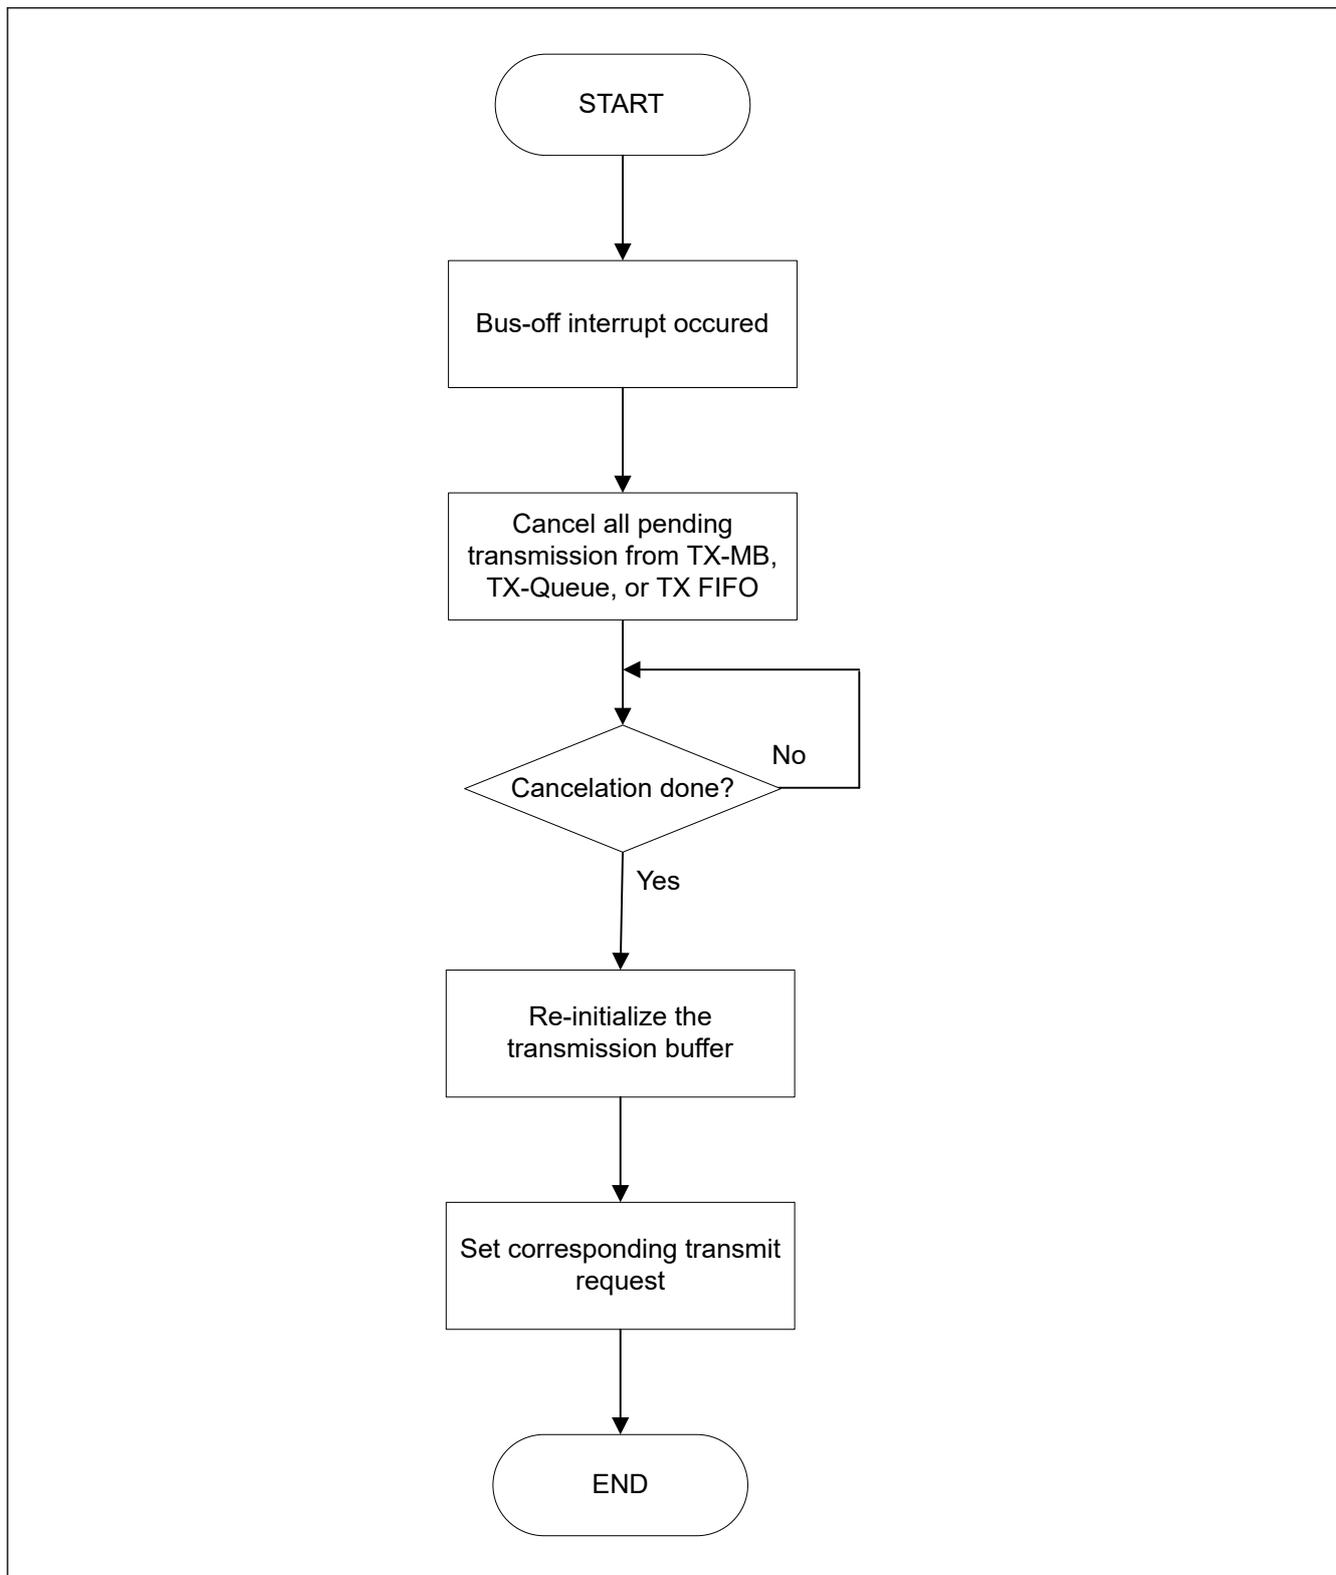 START
Bus-off interrupt occured
Cancel all pending
transmission from TX-MB,
TX-Queue, or TX FIFO
No
Cancelation done?
Yes
Re-initialize the
transmission buffer
Set corresponding transmit
request
END